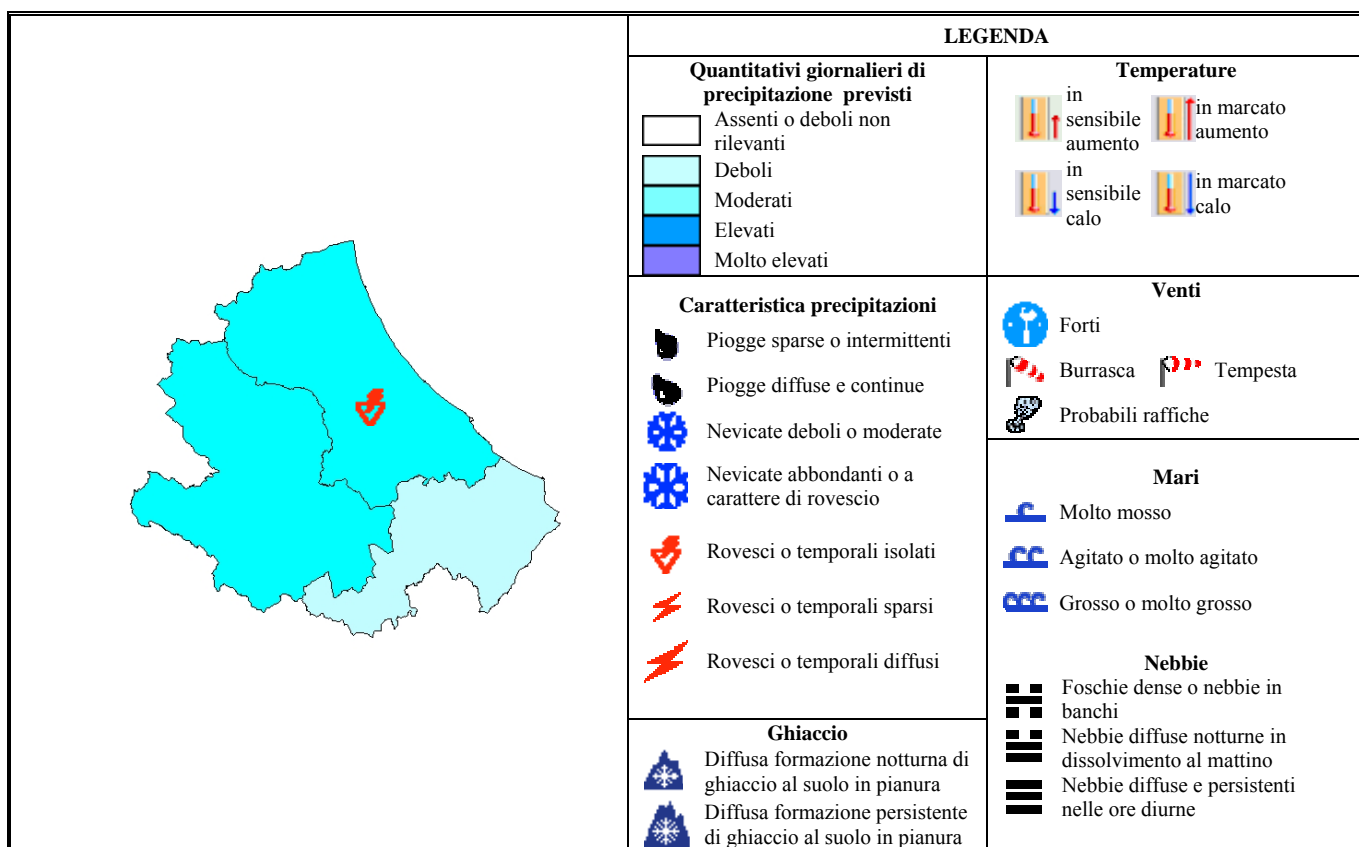 LEGENDA
Quantitativi giornalieri di
precipitazione previsti
Assenti o deboli non
rilevanti
Deboli
Moderati
Elevati
Molto elevati
Temperature
in
sensibile
aumento
in marcato
aumento
in
sensibile
calo
in marcato
calo
Caratteristica precipitazioni
Piogge sparse o intermittenti
Piogge diffuse e continue
Nevicate deboli o moderate
Nevicate abbondanti o a
carattere di rovescio
Rovesci o temporali isolati
Rovesci o temporali sparsi
Rovesci o temporali diffusi
Venti
Forti
Burrasca
Tempesta
Probabili raffiche
Mari
Molto mosso
Agitato o molto agitato
Grosso o molto grosso
Nebbie
Foschie dense o nebbie in
banchi
Nebbie diffuse notturne in
dissolvimento al mattino
Nebbie diffuse e persistenti
nelle ore diurne
Ghiaccio
Diffusa formazione notturna di
ghiaccio al suolo in pianura
Diffusa formazione persistente
di ghiaccio al suolo in pianura